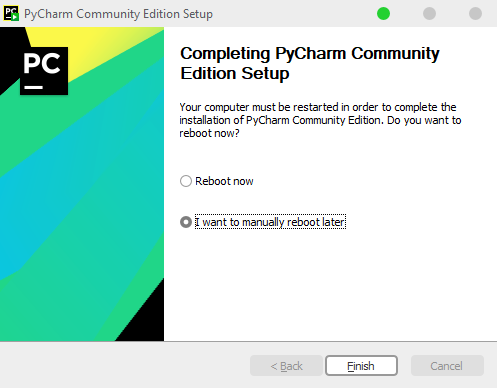 PyCharm Community Edition Setup
PC
Completing PyCharm Community
Edition Setup
Your computer must be restarted in order to complete the
installation of PyCharm Community Edition. Do you want to
reboot now?
Reboot now
I want to manually reboot later
< Back
Finish
Cancel